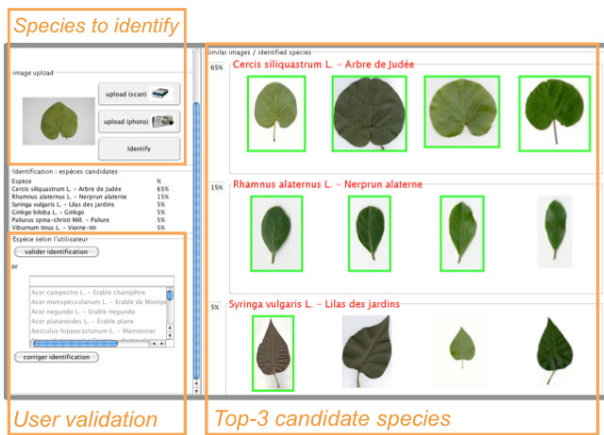 Species to identify
Image upload
upload (scan)
upload (photo)
Identify
Identification : espèces candidates
Espèce %
Cercis siliquastrum L. - Arbre de Judée 65%
Rhamnus alaternus L. - Nerprun alaterne 15%
Syringa vulgaris L. - Lilas des jardins 5%
Ginkgo biloba L. - Ginkgo 5%
Paliurus spina-christi Mill. - Paliure 5%
Viburnum tinus L. - Viorne-tin 5%
Espèce selon l'utilisateur
valider identification
or
Acer campestre L. - Erable champêtre
Acer monspessulanum L. - Erable de Montpe
Acer negundo L. - Erable negundo
Acer platanoides L. - Erable plane
Aesculus hippocastanum L. - Marronnier
corriger identification
User validation
Similar images / identified species
65% Cercis siliquastrum L. - Arbre de Judée
15% Rhamnus alaternus L. - Nerprun alaterne
5% Syringa vulgaris L. - Lilas des jardins
Top-3 candidate species